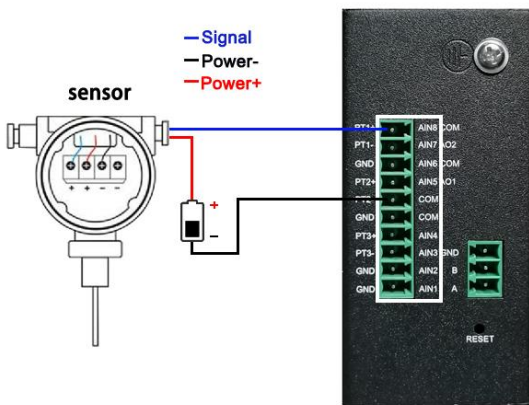 Signal
Power-
Power+
sensor
+ + − −
+
−
PT1+ AIN8 COM
PT1- AIN7 AO2
GND AIN6 COM
PT2+ AIN5 AO1
PT2- COM
GND COM
PT3+ AIN4
PT3- AIN3 GND
GND AIN2 B
GND AIN1 A
RESET